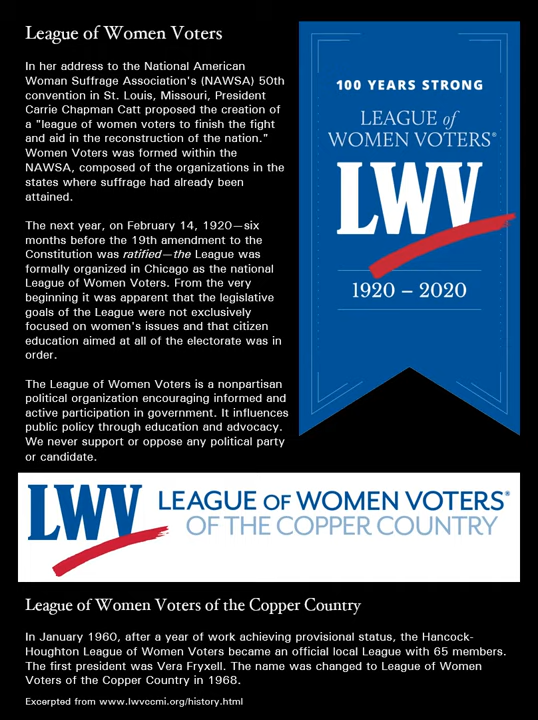 League of Women Voters
In her address to the National American
Woman Suffrage Association's (NAWSA) 50th
convention in St. Louis, Missouri, President
Carrie Chapman Catt proposed the creation of
a "league of women voters to finish the fight
and aid in the reconstruction of the nation."
Women Voters was formed within the
NAWSA, composed of the organizations in the
states where suffrage had already been
attained.
The next year, on February 14, 1920—six
months before the 19th amendment to the
Constitution was ratified—the League was
formally organized in Chicago as the national
League of Women Voters. From the very
beginning it was apparent that the legislative
goals of the League were not exclusively
focused on women's issues and that citizen
education aimed at all of the electorate was in
order.
The League of Women Voters is a nonpartisan
political organization encouraging informed and
active participation in government. It influences
public policy through education and advocacy.
We never support or oppose any political party
or candidate.
100 YEARS STRONG
LEAGUE of
WOMEN VOTERS®
LWV
1920 – 2020
LWV
LEAGUE OF WOMEN VOTERS®
OF THE COPPER COUNTRY
League of Women Voters of the Copper Country
In January 1960, after a year of work achieving provisional status, the Hancock-
Houghton League of Women Voters became an official local League with 65 members.
The first president was Vera Fryxell. The name was changed to League of Women
Voters of the Copper Country in 1968.
Excerpted from www.lwvccmi.org/history.html